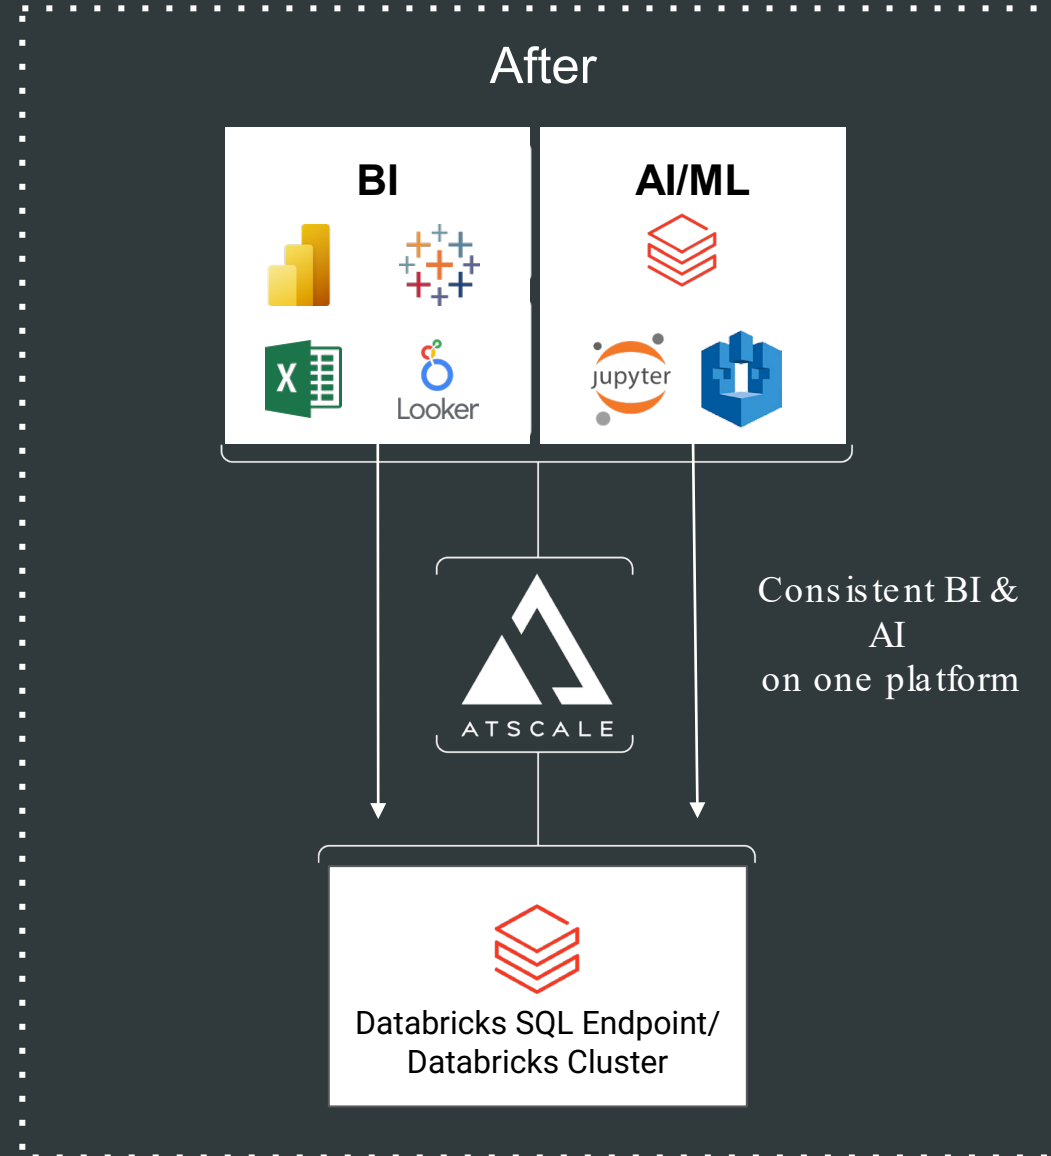 After
BI
AI/ML
X
jupyter
Looker
ATSCALE
Consistent BI &
AI
on one platform
Databricks SQL Endpoint/
Databricks Cluster